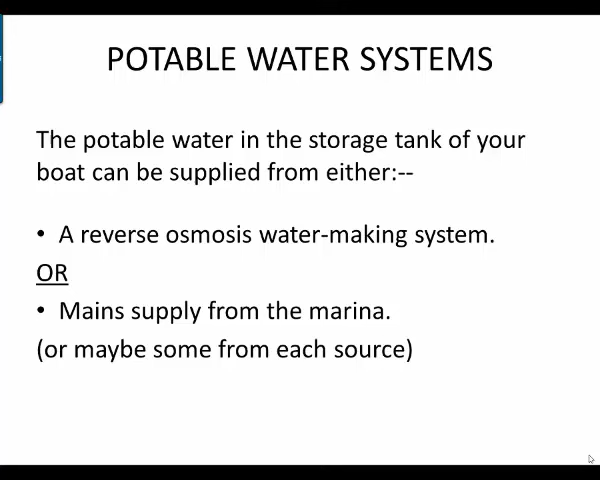 POTABLE WATER SYSTEMS
The potable water in the storage tank of your
boat can be supplied from either:--
• A reverse osmosis water-making system.
OR
• Mains supply from the marina.
(or maybe some from each source)